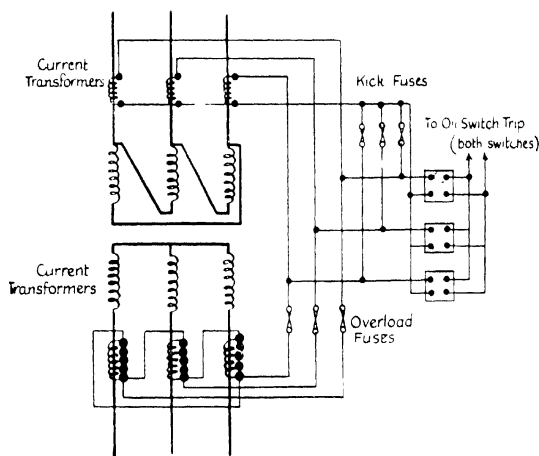 Current
Transformers
Kick Fuses
To Oil Switch Trip
(both switches)
Current
Transformers
Overload
Fuses